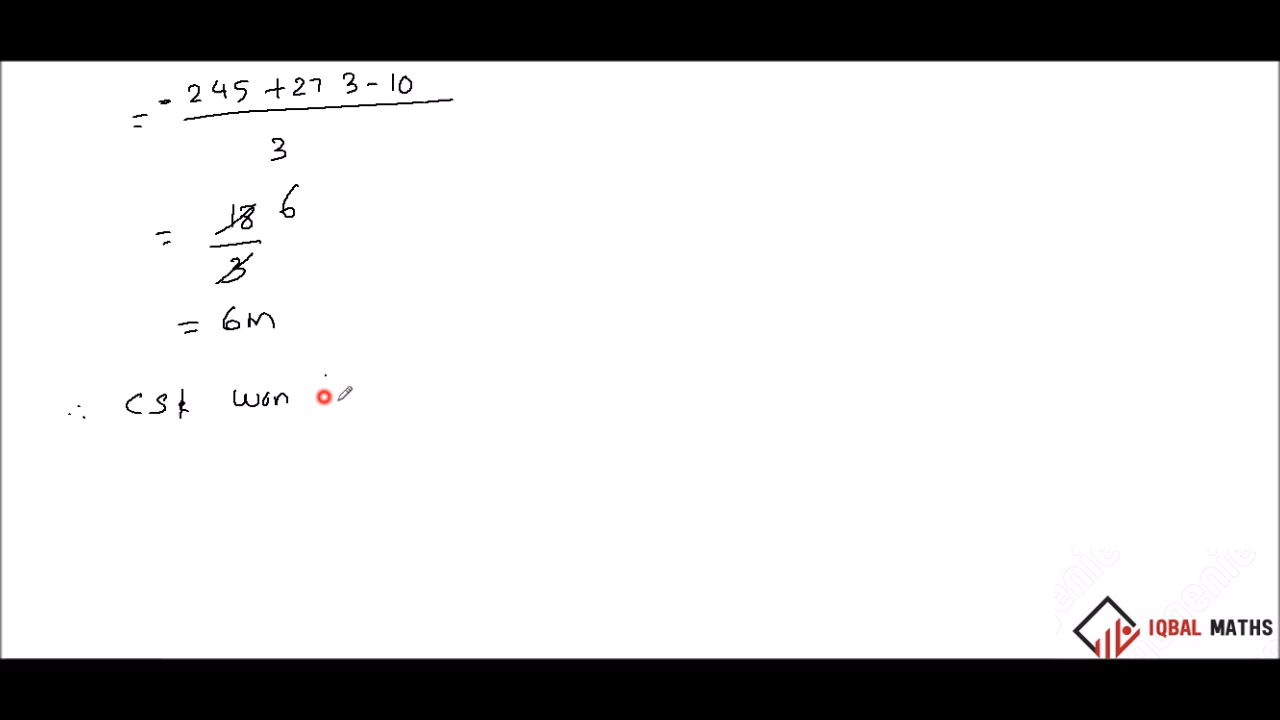 = - 245 + 273 - 10
3
= 18 6
3
= 6m
∴ CSK won
IQBAL MATHS